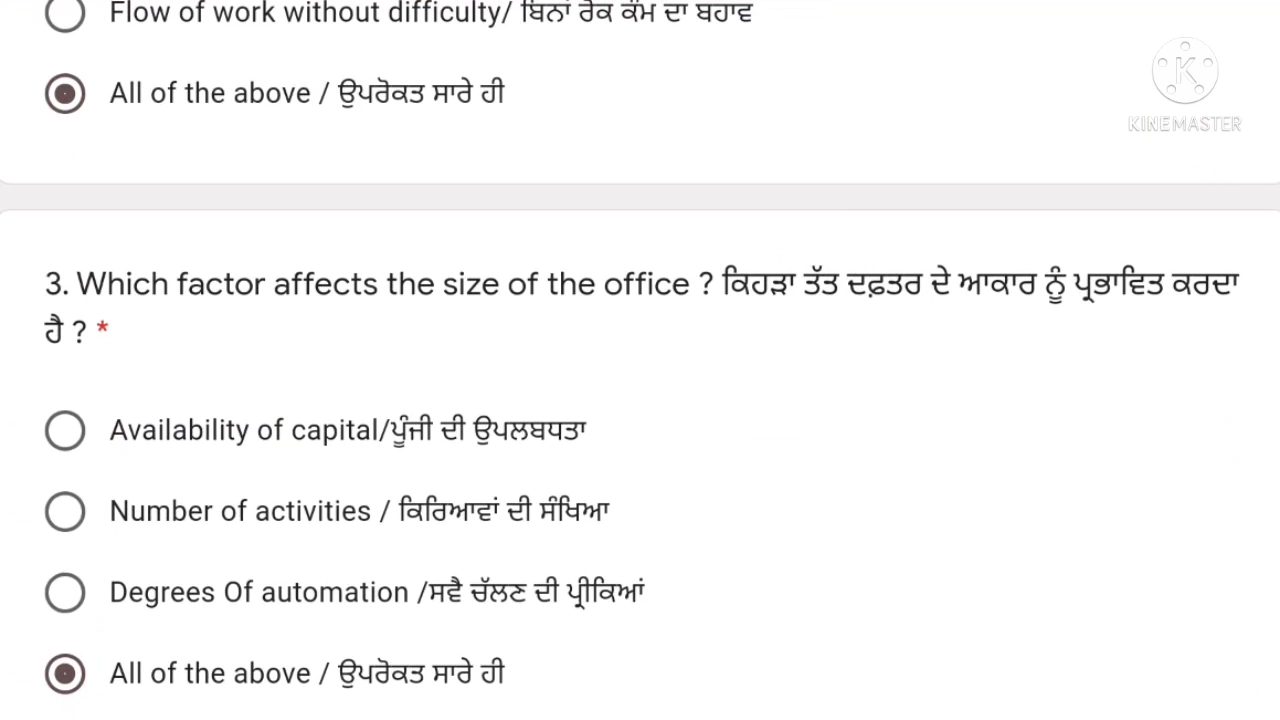 Flow of work without difficulty/ ਬਿਨਾਂ ਰੋਕ ਕੰਮ ਦਾ ਬਹਾਵ
All of the above / ਉਪਰੋਕਤ ਸਾਰੇ ਹੀ
K
KINEMASTER
3. Which factor affects the size of the office ? ਕਿਹੜਾ ਤੱਤ ਦਫ਼ਤਰ ਦੇ ਆਕਾਰ ਨੂੰ ਪ੍ਰਭਾਵਿਤ ਕਰਦਾ
ਹੈ ? *
Availability of capital/ਪੂੰਜੀ ਦੀ ਉਪਲਬਧਤਾ
Number of activities / ਕਿਰਿਆਵਾਂ ਦੀ ਸੰਖਿਆ
Degrees Of automation /ਸਵੈ ਚੱਲਣ ਦੀ ਪ੍ਰੀਕਿਆਂ
All of the above / ਉਪਰੋਕਤ ਸਾਰੇ ਹੀ